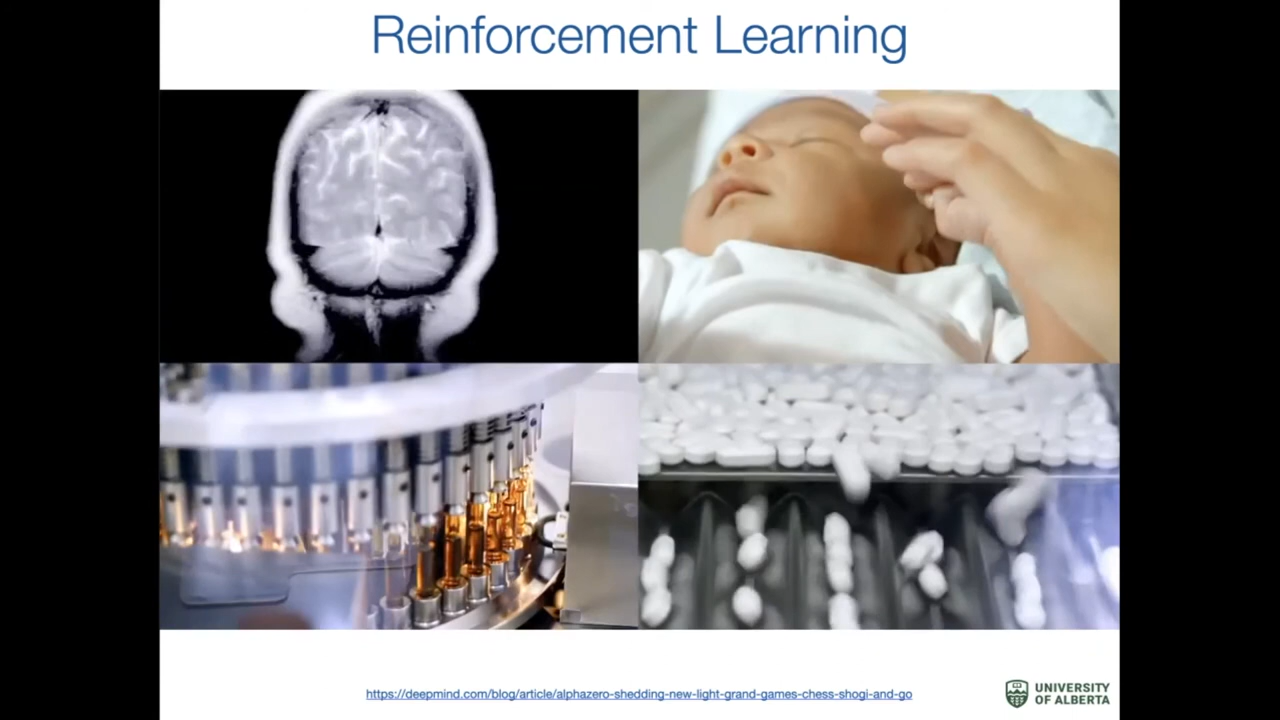 Reinforcement Learning
https://deepmind.com/blog/article/alphazero-shedding-new-light-grand-games-chess-shogi-and-go
UNIVERSITY
OF ALBERTA